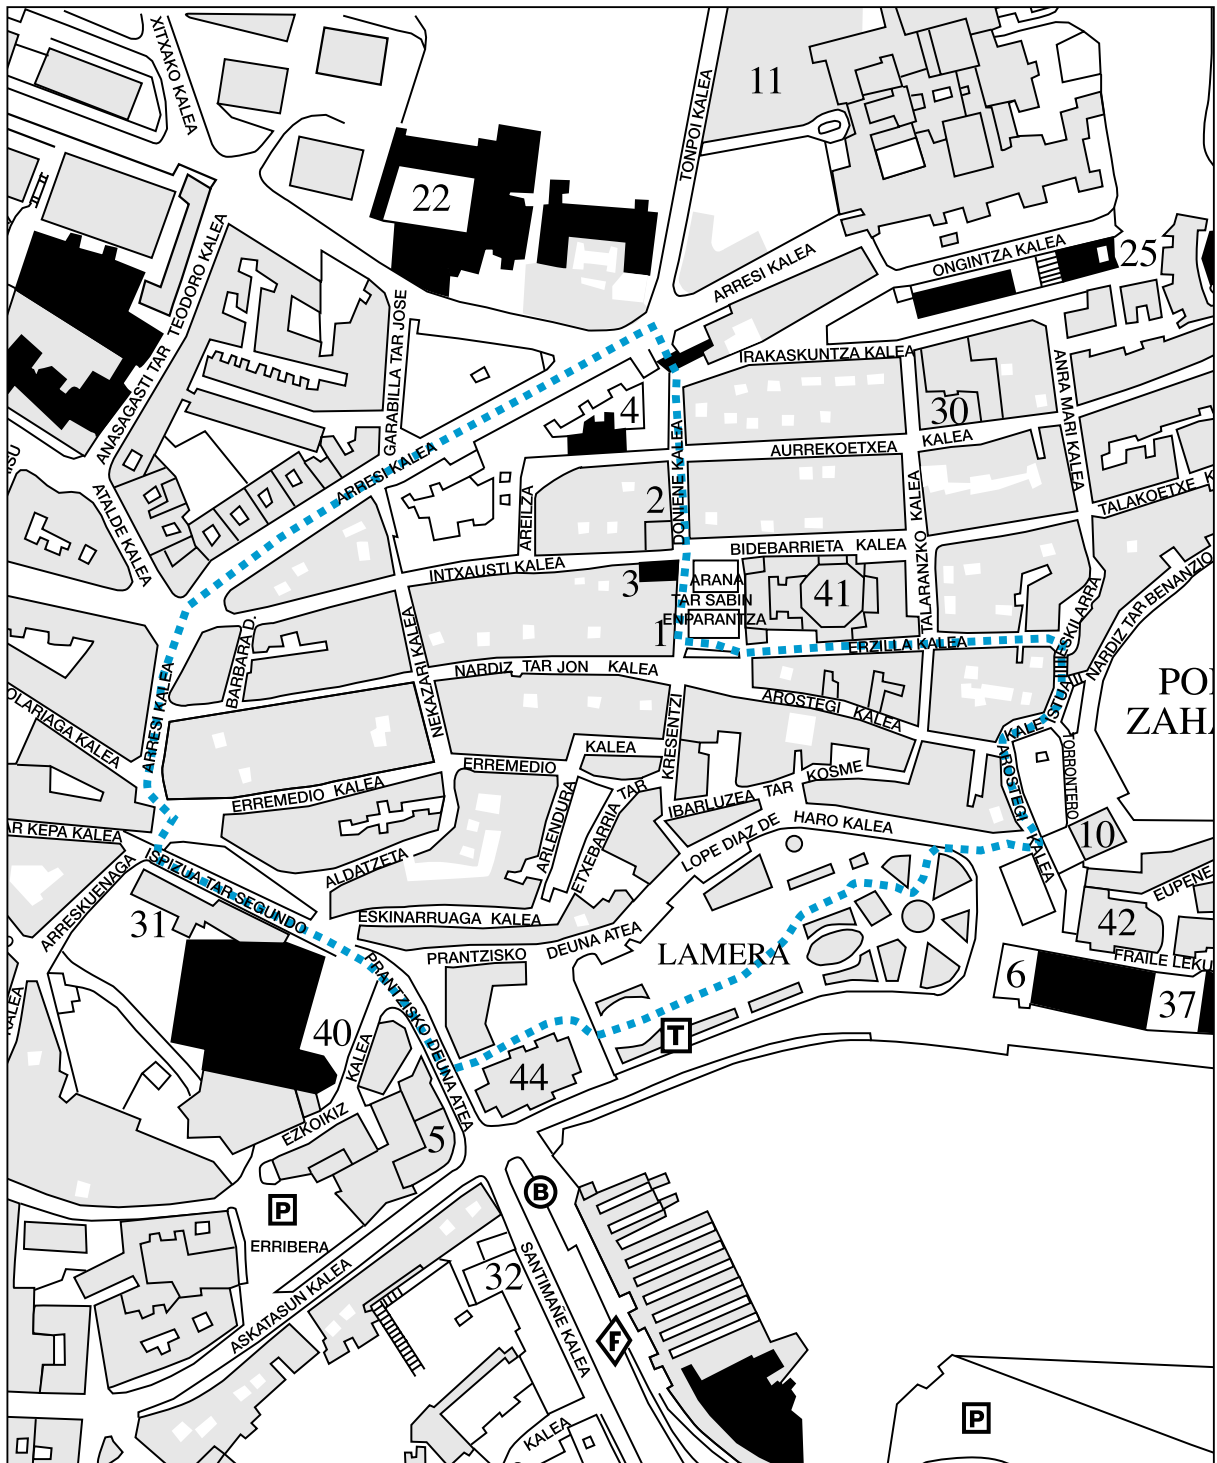 XITXAKO KALEA
TONPOI KALEA
11
22
ANASAGASTI TAR TEODORO KALEA
ARRESI KALEA
ONGINTZA KALEA
25
GARABILLA TAR JOSE
IRAKASKUNTZA KALEA
ANRA MARI KALEA
4
30
AURREKOETXEA KALEA
ARRESI KALEA
DONIENE KALEA
ATALDE KALEA
AREILZA
2
KALEA
TALARANZKO
TALAKOETXE K
BIDEBARRIETA KALEA
INTXAUSTI KALEA
3
ARANA
TAR SABIN
ENPARANTZA
41
NARDIZ TAR BENANZIO
ESKILARRA
BARBARA D.
NEKAZARI KALEA
1
ERZILLA KALEA
NARDIZ TAR JON KALEA
ARRESI KALEA
OLARIAGA KALEA
KRESENTZI
AROSTEGI KALEA
ISTUA
KALE
PO
ZAHA
TORRONTERO
AROSTEGI KALEA
ERREMEDIO KALEA
ERREMEDIO KALEA
KOSME
IBARLUZEA TAR
ETXEBARRIA TAR
ARLENDURA
LOPE DIAZ DE HARO KALEA
10
AR KEPA KALEA
ISPIZUA TAR SEGUNDO
ALDATZETA
ARRESKUENAGA
EUPENE
31
ESKINARRUAGA KALEA
42
PRANTZISKO DEUNA ATEA
LAMERA
FRAILE LEKU
6
37
PRANTZISKO DEUNA ATEA
KALEA
40
KALEA
T
44
EZKOIKIZ
5
P
B
ERRIBERA
ASKATASUN KALEA
32
SANTIMAÑE KALEA
F
KALEA
P